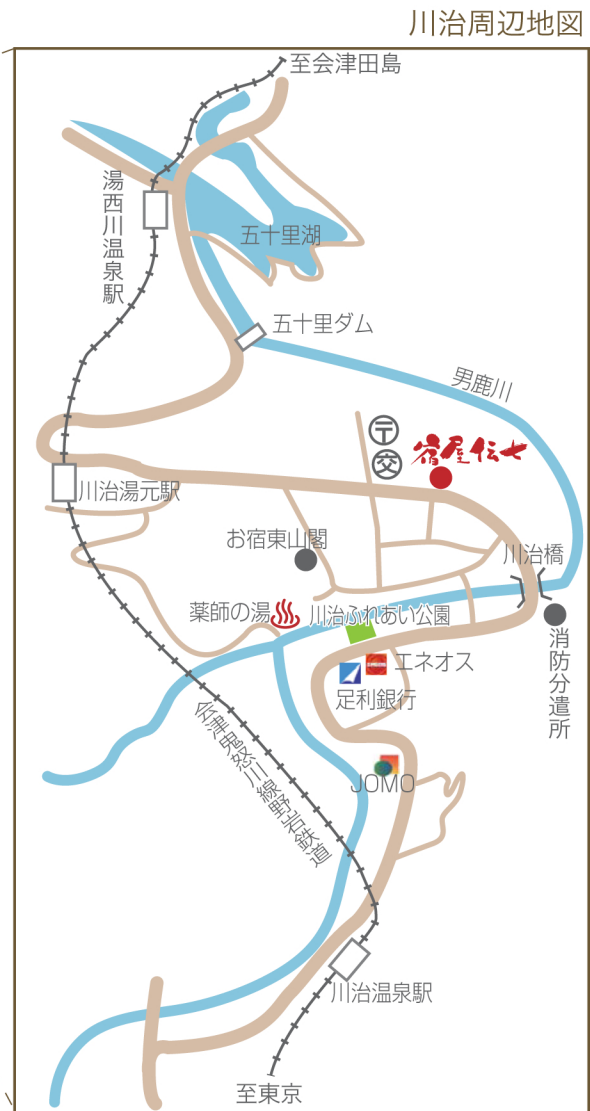 川治周辺地図
至会津田島
湯西川温泉駅
五十里湖
五十里ダム
男鹿川
〒
交
宿屋伝七
川治湯元駅
お宿東山閣
川治橋
薬師の湯
川治ふれあい公園
消防分遣所
エネオス
足利銀行
会津鬼怒川線野岩鉄道
JOMO
川治温泉駅
至東京